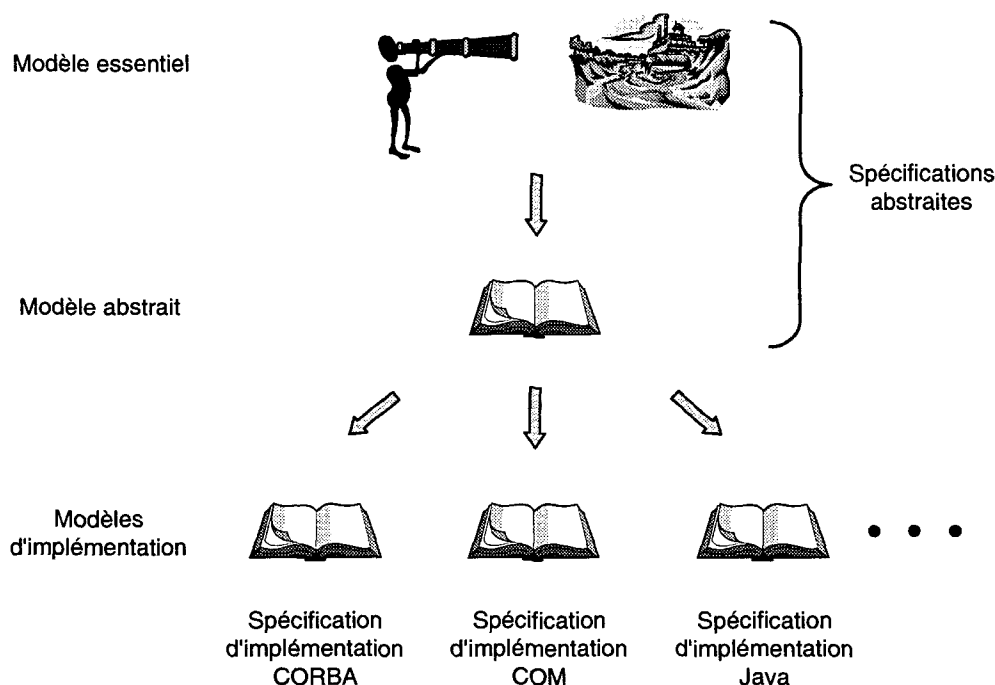 Modèle essentiel
Spécifications
abstraites
Modèle abstrait
Modèles
d'implémentation
Spécification
d'implémentation
CORBA
Spécification
d'implémentation
COM
Spécification
d'implémentation
Java